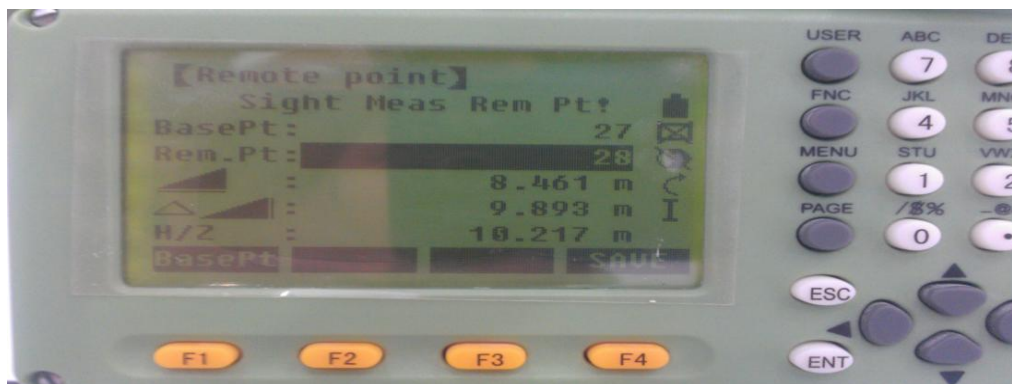 【Remote point】
Sight Meas Rem Pt!
BasePt: 27
Rem.Pt: 28
: 8.461 m
: 9.893 m
H/Z : 10.217 m
BasePt SAVE
F1 F2 F3 F4
USER ABC
7
FNC JKL
4
MENU STU
1
PAGE /$%
0
ESC
ENT